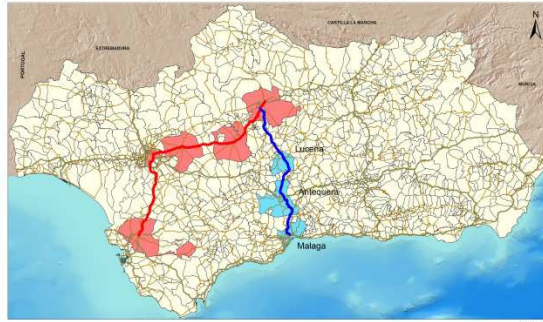 CASTILLA LA MANCHA
N
EXTREMADURA
PORTUGAL
MURCIA
Lucena
Antequera
Malaga